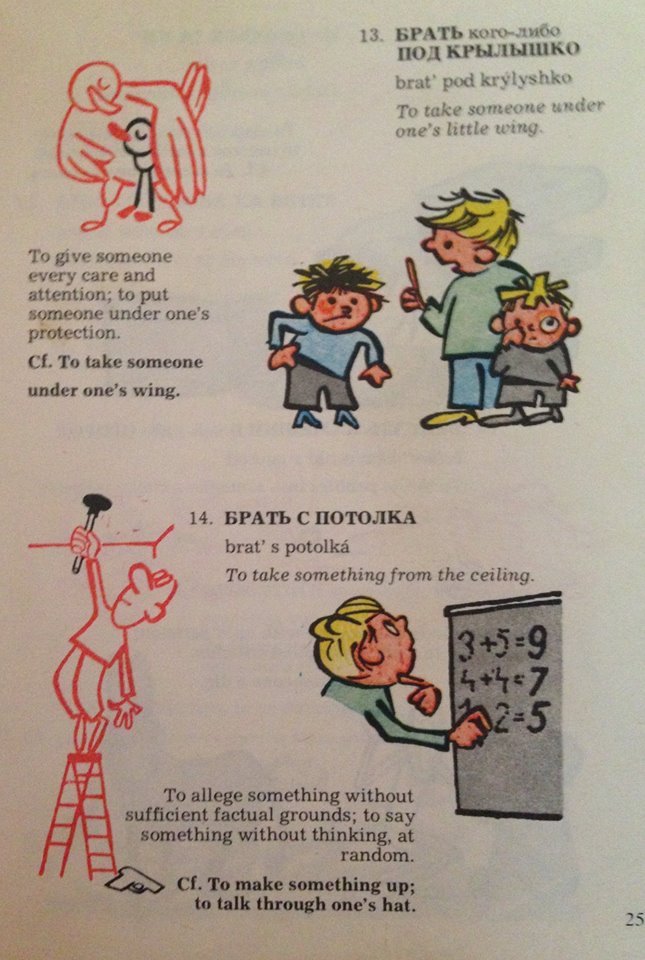 13. БРАТЬ кого-либо
ПОД КРЫЛЫШКО
brat' pod krýlyshko
To take someone under
one's little wing.
To give someone
every care and
attention; to put
someone under one's
protection.
Cf. To take someone
under one's wing.
14. БРАТЬ С ПОТОЛКА
brat' s potolká
To take something from the ceiling.
3+5=9
4+4=7
2=5
To allege something without
sufficient factual grounds; to say
something without thinking, at
random.
Cf. To make something up;
to talk through one's hat.
25